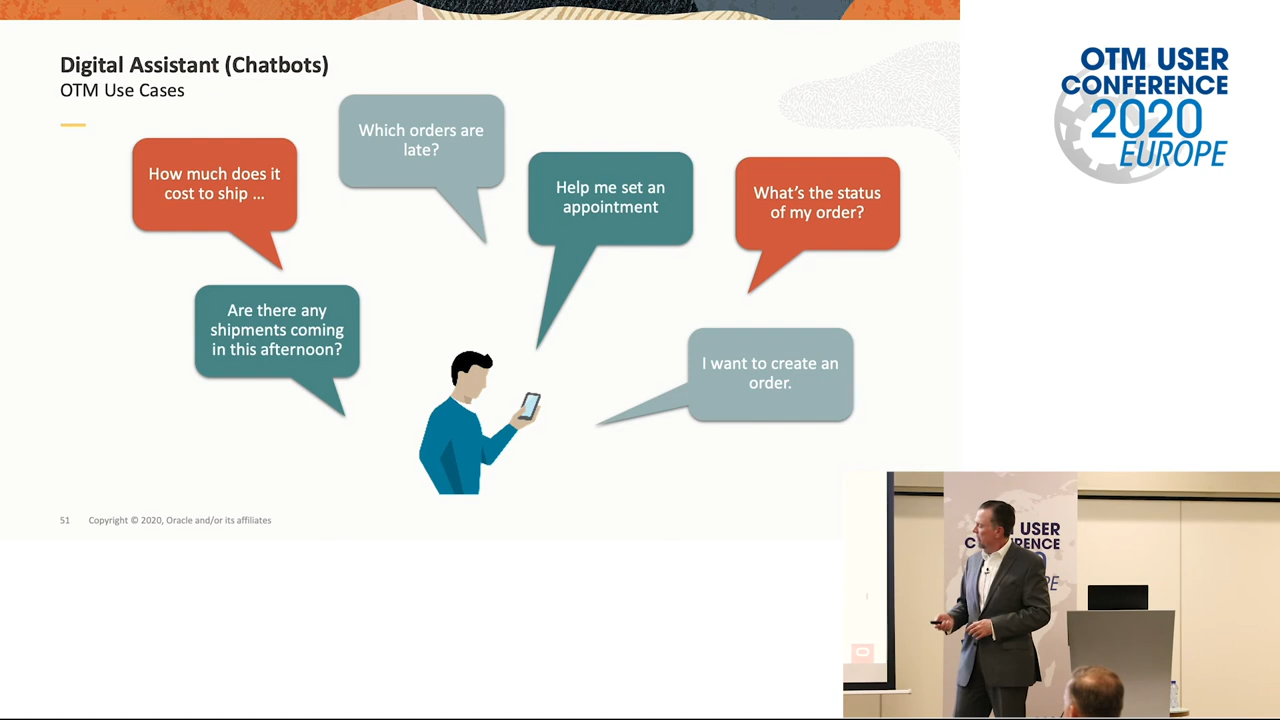 Digital Assistant (Chatbots)
OTM Use Cases
Which orders are
late?
How much does it
cost to ship ...
Help me set an
appointment
What's the status
of my order?
Are there any
shipments coming
in this afternoon?
I want to create an
order.
51 Copyright © 2020, Oracle and/or its affiliates
OTM USER
CONFERENCE
2020
EUROPE
USER
C RENCE
PE